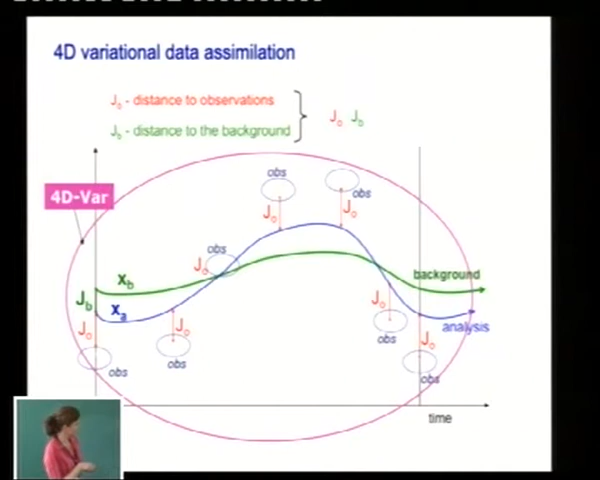 4D variational data assimilation
Jo - distance to observations
Jb - distance to the background
Jo Jb
4D-Var
obs
obs
Jo
Jo
obs
Jo
xb
background
Jb
xa
Jo
Jo
Jo
analysis
Jo
obs
obs
obs
obs
time